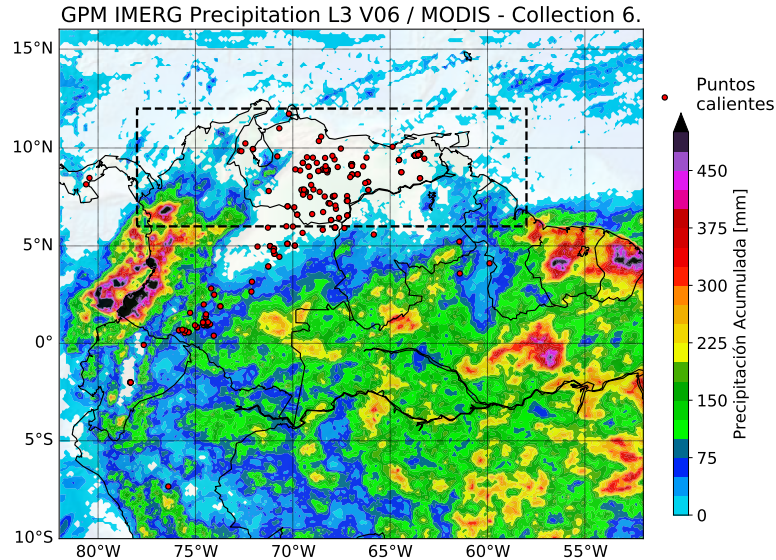 GPM IMERG Precipitation L3 V06 / MODIS - Collection 6.
15°N
10°N
5°N
0°
5°S
10°S
80°W
75°W
70°W
65°W
60°W
55°W
Puntos
calientes
450
375
300
225
150
75
0
Precipitación Acumulada [mm]